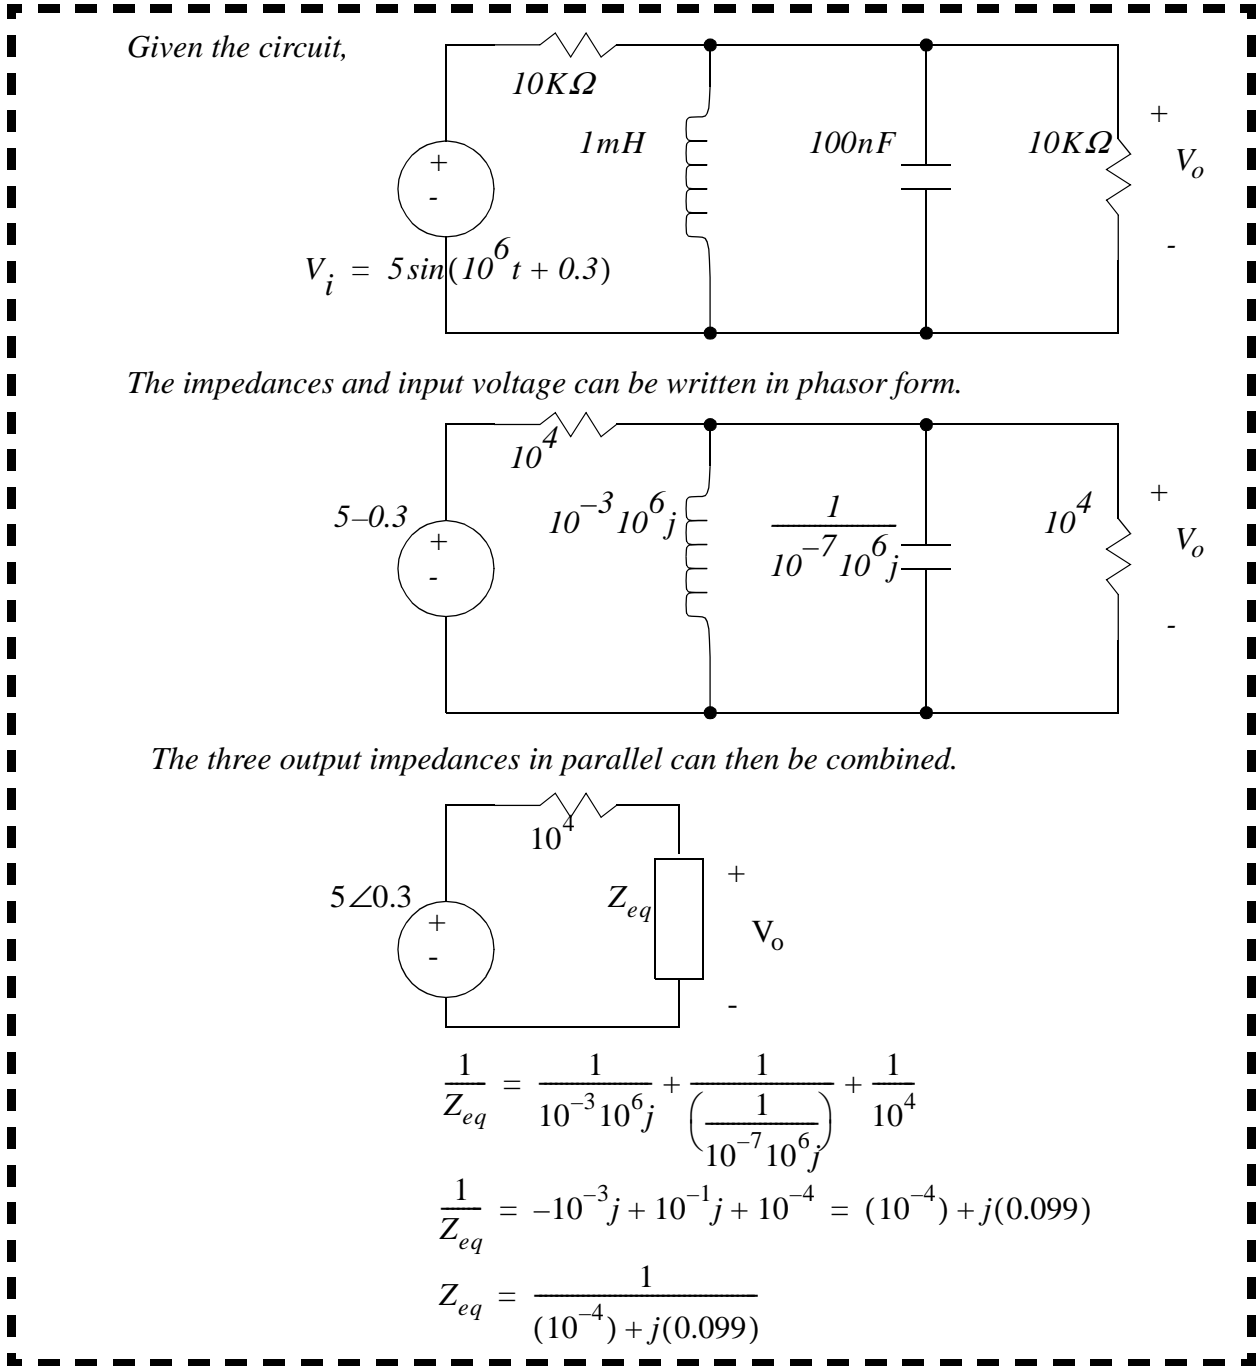 Given the circuit,
10KΩ
1mH
100nF
10KΩ
+
V_o
-
+
-
V_i = 5sin(10^6 t + 0.3)
The impedances and input voltage can be written in phasor form.
10^4
5–0.3
+
-
10^–3 10^6 j
1 / (10^–7 10^6 j)
10^4
+
V_o
-
The three output impedances in parallel can then be combined.
10^4
5∠0.3
+
-
Z_eq
+
V_o
-
1/Z_eq = 1/(10^–3 10^6 j) + 1/(1/(10^–7 10^6 j)) + 1/10^4
1/Z_eq = –10^–3 j + 10^–1 j + 10^–4 = (10^–4) + j(0.099)
Z_eq = 1/((10^–4) + j(0.099))